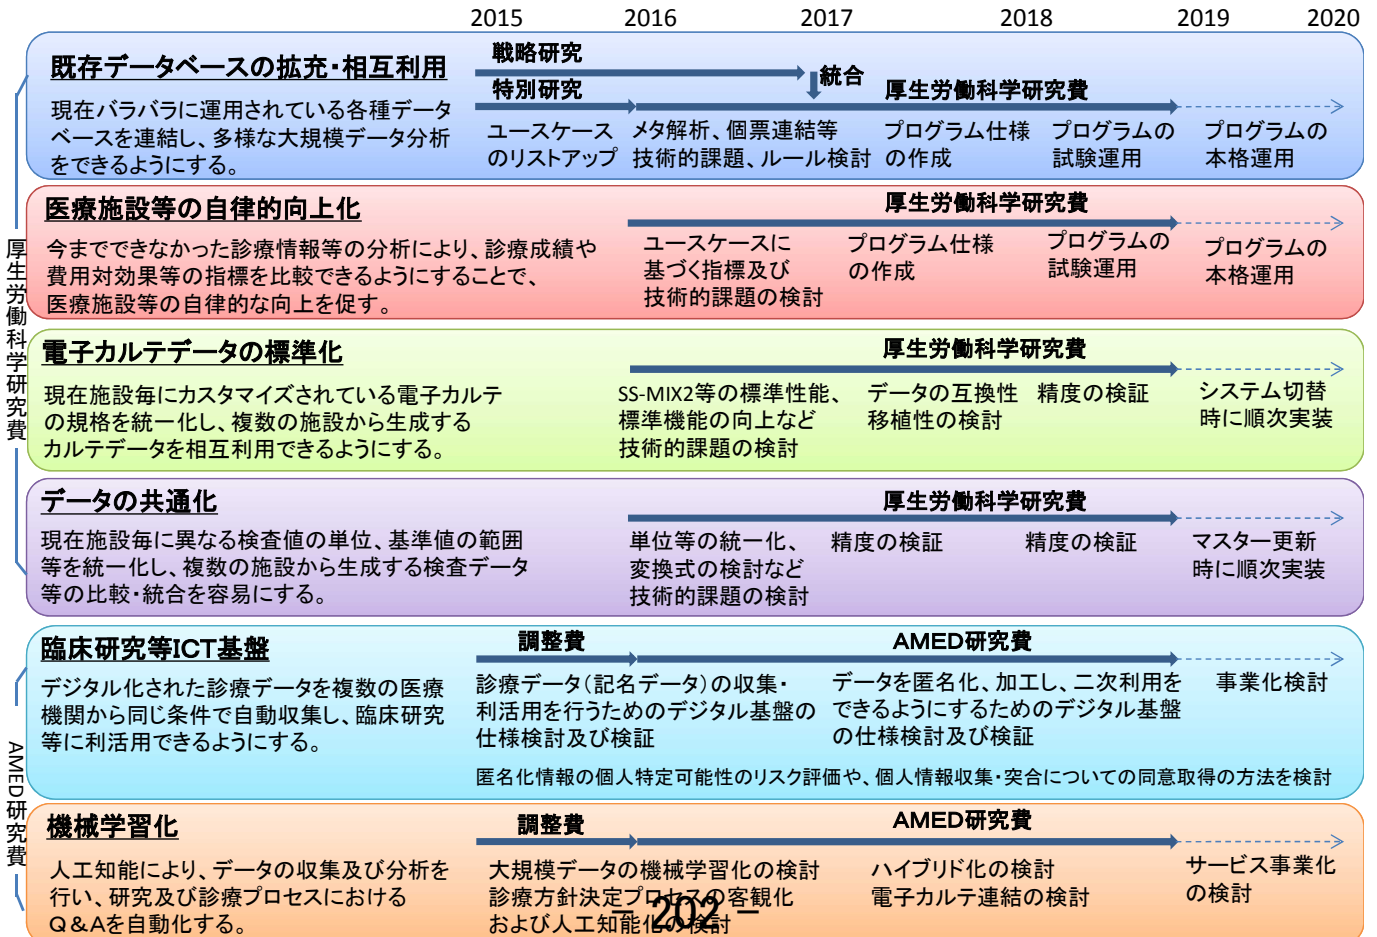 2015 2016 2017 2018 2019 2020
厚生労働科学研究費
既存データベースの拡充・相互利用
現在バラバラに運用されている各種データ
ベースを連結し、多様な大規模データ分析
をできるようにする。
戦略研究
統合
特別研究
厚生労働科学研究費
ユースケース
のリストアップ
メタ解析、個票連結等
技術的課題、ルール検討
プログラム仕様
の作成
プログラムの
試験運用
プログラムの
本格運用
医療施設等の自律的向上化
今までできなかった診療情報等の分析により、診療成績や
費用対効果等の指標を比較できるようにすることで、
医療施設等の自律的な向上を促す。
厚生労働科学研究費
ユースケースに
基づく指標及び
技術的課題の検討
プログラム仕様
の作成
プログラムの
試験運用
プログラムの
本格運用
電子カルテデータの標準化
現在施設毎にカスタマイズされている電子カルテ
の規格を統一化し、複数の施設から生成する
カルテデータを相互利用できるようにする。
厚生労働科学研究費
SS-MIX2等の標準性能、
標準機能の向上など
技術的課題の検討
データの互換性
移植性の検討
精度の検証
システム切替
時に順次実装
データの共通化
現在施設毎に異なる検査値の単位、基準値の範囲
等を統一化し、複数の施設から生成する検査データ
等の比較・統合を容易にする。
厚生労働科学研究費
単位等の統一化、
変換式の検討など
技術的課題の検討
精度の検証
精度の検証
マスター更新
時に順次実装
AMED研究費
臨床研究等ICT基盤
デジタル化された診療データを複数の医療
機関から同じ条件で自動収集し、臨床研究
等に利活用できるようにする。
調整費
AMED研究費
診療データ(記名データ)の収集・
利活用を行うためのデジタル基盤の
仕様検討及び検証
データを匿名化、加工し、二次利用を
できるようにするためのデジタル基盤
の仕様検討及び検証
事業化検討
匿名化情報の個人特定可能性のリスク評価や、個人情報収集・突合についての同意取得の方法を検討
機械学習化
人工知能により、データの収集及び分析を
行い、研究及び診療プロセスにおける
Q&Aを自動化する。
調整費
AMED研究費
大規模データの機械学習化の検討
診療方針決定プロセスの客観化
および人工知能化の検討
ハイブリド化の検討
電子カルテ連結の検討
サービス事業化
の検討
- 202 -